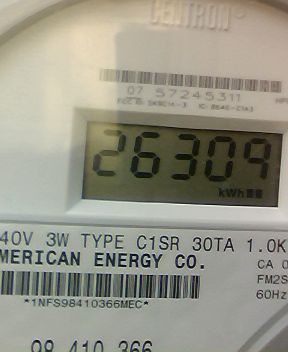 CENTRON®
07 57245311
26309
kWh
40V 3W TYPE C1SR 30TA 1.0K
MERICAN ENERGY CO.
CA 0
FM2S
60Hz
*1NFS98410366MEC*
98 410 366